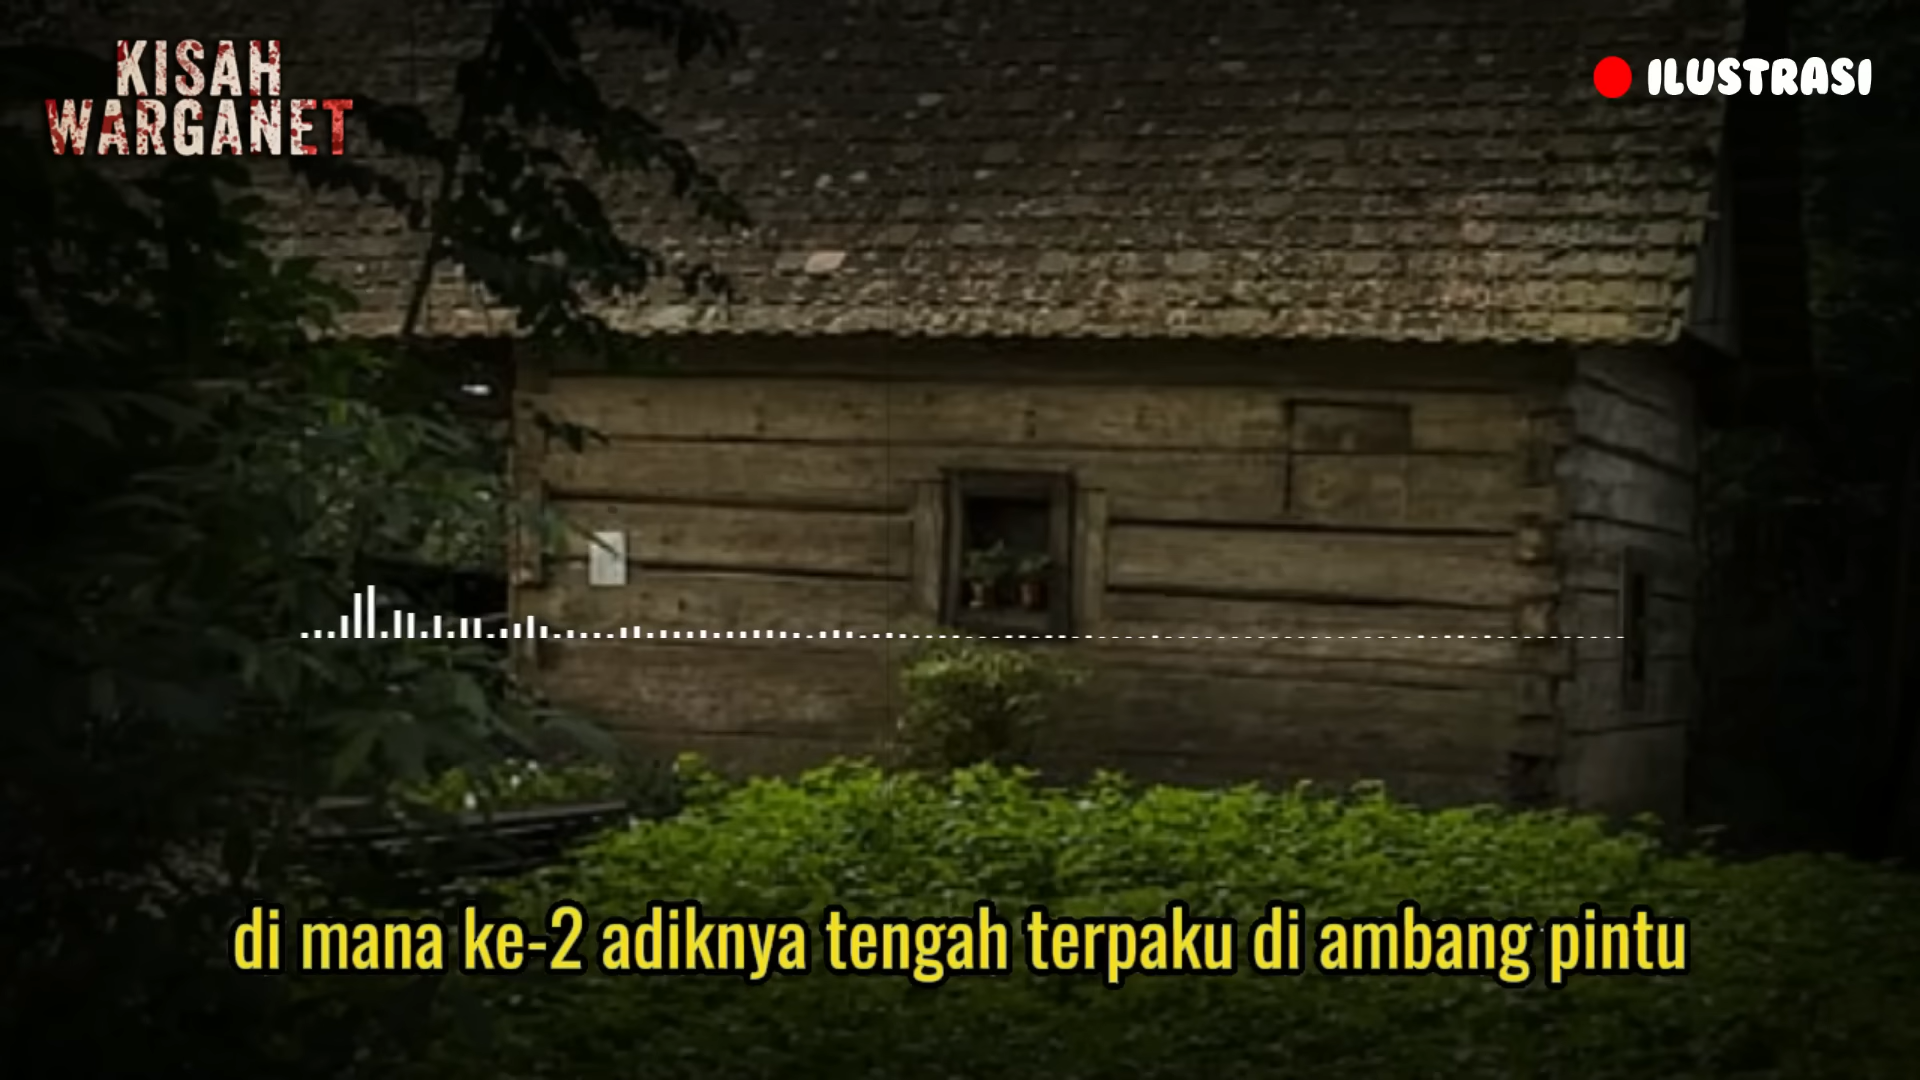 KISAH
WARGANET
ILUSTRASI
di mana ke-2 adiknya tengah terpaku di ambang pintu